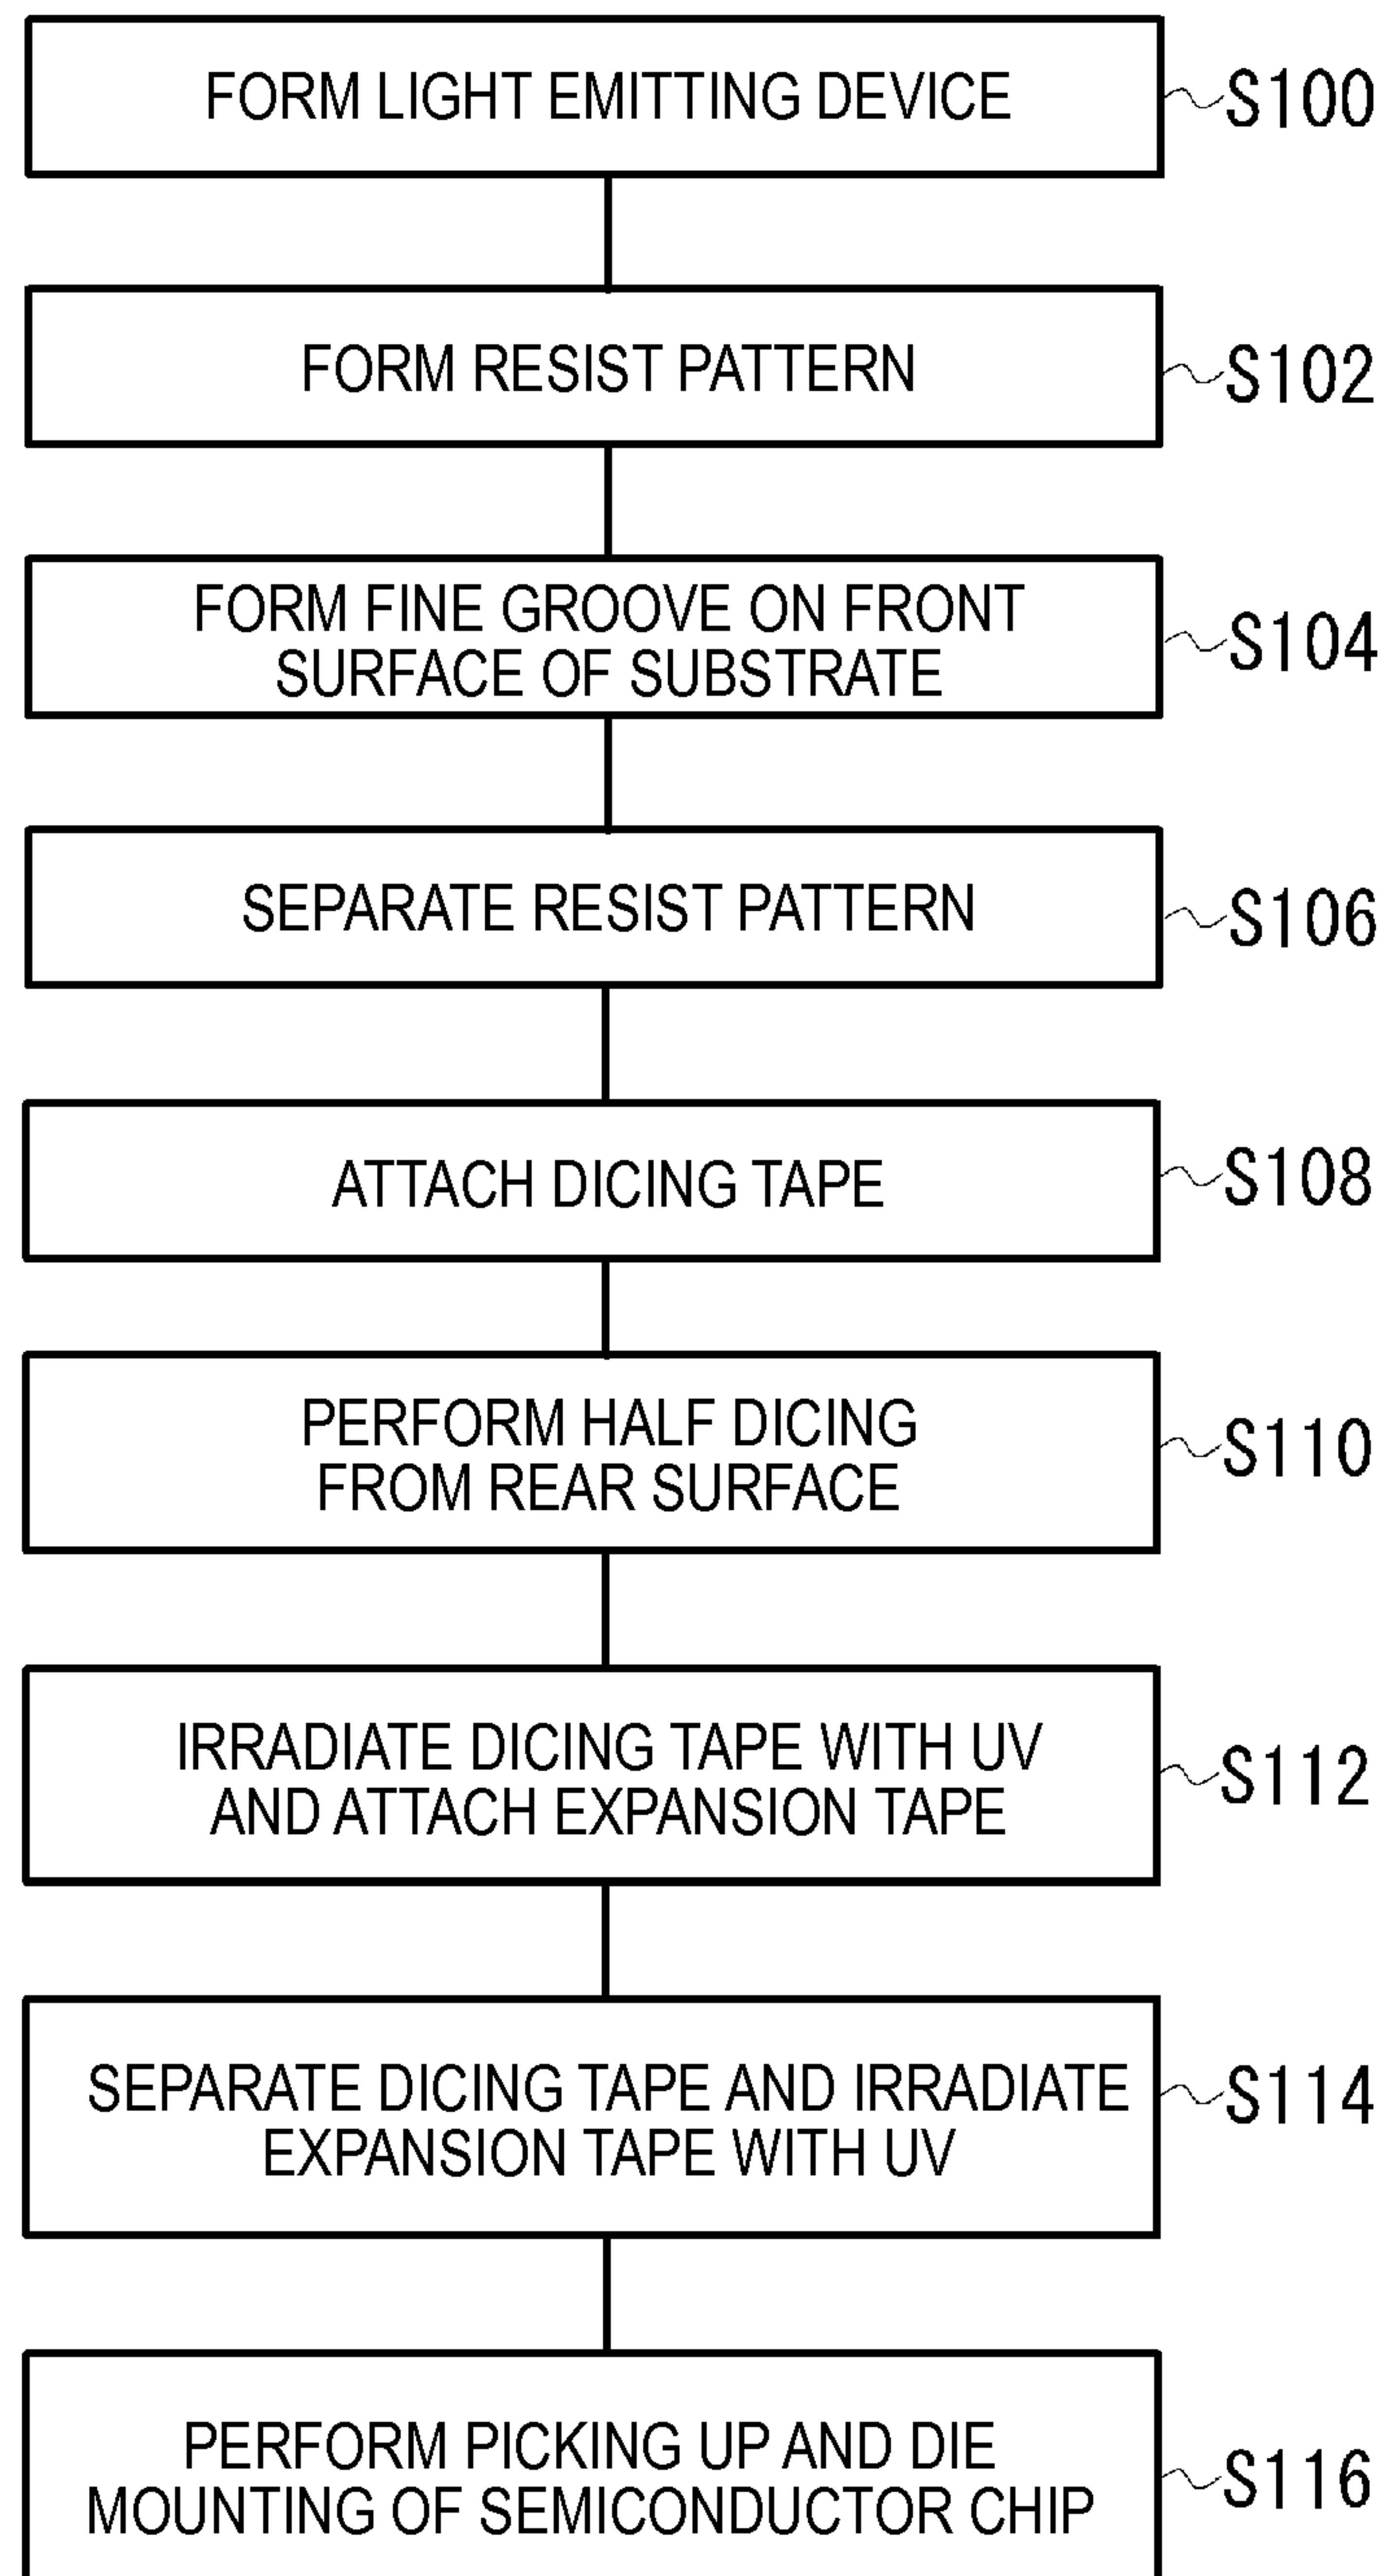 FORM LIGHT EMITTING DEVICE S100
FORM RESIST PATTERN S102
FORM FINE GROOVE ON FRONT
SURFACE OF SUBSTRATE
S104
SEPARATE RESIST PATTERN S106
ATTACH DICING TAPE S108
PERFORM HALF DICING
FROM REAR SURFACE
S110
IRRADIATE DICING TAPE WITH UV
AND ATTACH EXPANSION TAPE
S112
SEPARATE DICING TAPE AND IRRADIATE
EXPANSION TAPE WITH UV
S114
PERFORM PICKING UP AND DIE
MOUNTING OF SEMICONDUCTOR CHIP
S116